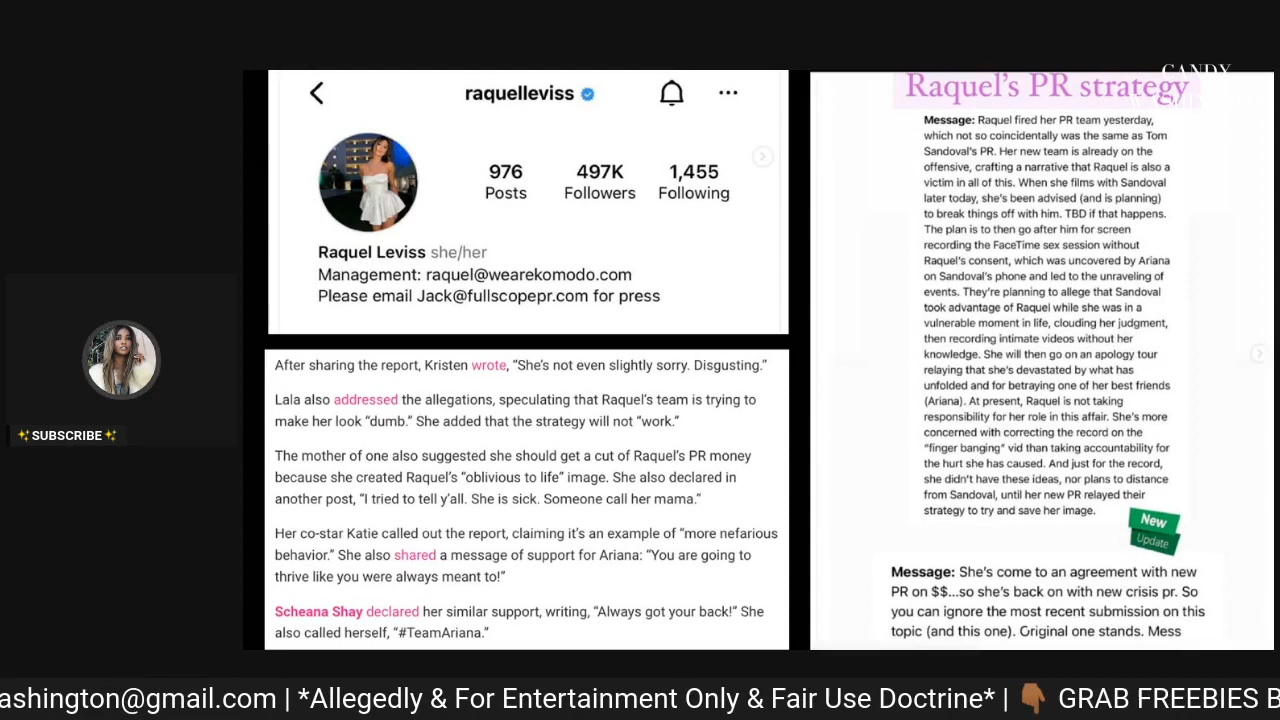 raquelleviss
976
Posts
497K
Followers
1,455
Following
Raquel Leviss she/her
Management: raquel@wearekomodo.com
Please email Jack@fullscopepr.com for press
After sharing the report, Kristen wrote, “She’s not even slightly sorry. Disgusting.”
Lala also addressed the allegations, speculating that Raquel’s team is trying to
make her look “dumb.” She added that the strategy will not “work.”
The mother of one also suggested she should get a cut of Raquel’s PR money
because she created Raquel’s “oblivious to life” image. She also declared in
another post, “I tried to tell y’all. She is sick. Someone call her mama.”
Her co-star Katie called out the report, claiming it’s an example of “more nefarious
behavior.” She also shared a message of support for Ariana: “You are going to
thrive like you were always meant to!”
Scheana Shay declared her similar support, writing, “Always got your back!” She
also called herself, “#TeamAriana.”
CANDY
Raquel’s PR strategy
Message: Raquel fired her PR team yesterday,
which not so coincidentally was the same as Tom
Sandoval's PR. Her new team is already on the
offensive, crafting a narrative that Raquel is also a
victim in all of this. When she films with Sandoval
later today, she's been advised (and is planning)
to break things off with him. TBD if that happens.
The plan is to then go after him for screen
recording the FaceTime sex session without
Raquel's consent, which was uncovered by Ariana
on Sandoval's phone and led to the unraveling of
events. They're planning to allege that Sandoval
took advantage of Raquel while she was in a
vulnerable moment in life, clouding her judgment,
then recording intimate videos without her
knowledge. She will then go on an apology tour
relaying that she's devastated by what has
unfolded and for betraying one of her best friends
(Ariana). At present, Raquel is not taking
responsibility for her role in this affair. She's more
concerned with correcting the record on the
“finger banging” vid than taking accountability for
the hurt she has caused. And just for the record,
she didn't have these ideas, nor plans to distance
from Sandoval, until her new PR relayed their
strategy to try and save her image.
New
Update
Message: She's come to an agreement with new
PR on $$...so she's back on with new crisis pr. So
you can ignore the most recent submission on this
topic (and this one). Original one stands. Mess
✨SUBSCRIBE✨
ashington@gmail.com | *Allegedly & For Entertainment Only & Fair Use Doctrine* | 👇🏾 GRAB FREEBIES B